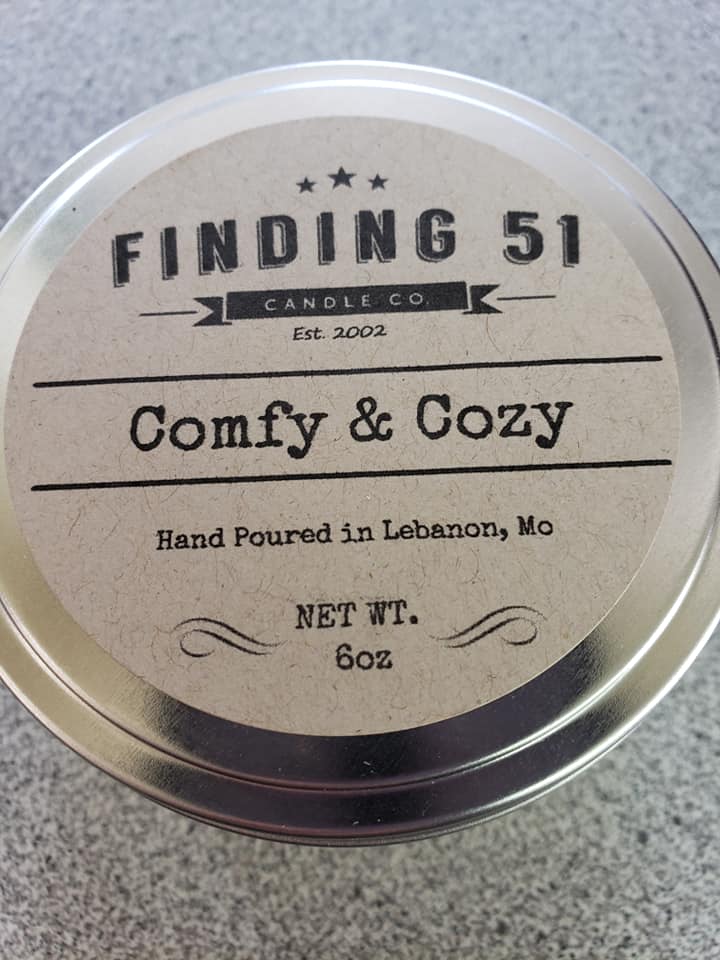 FINDING 51
CANDLE CO.
Est. 2002
Comfy & Cozy
Hand Poured in Lebanon, Mo
NET WT.
6oz